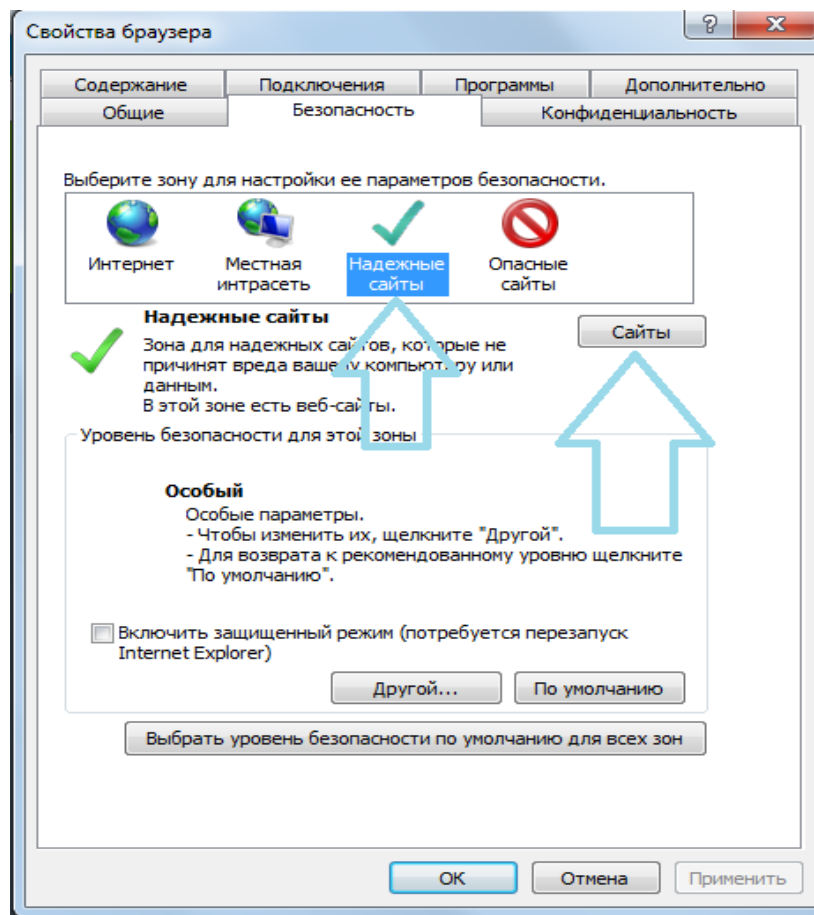 Свойства браузера
Содержание Подключения Программы Дополнительно
Общие Безопасность Конфиденциальность
Выберите зону для настройки ее параметров безопасности.
Интернет Местная интрасеть Надежные сайты Опасные сайты
Надежные сайты
Сайты
Зона для надежных сайтов, которые не
причинят вреда вашему компьютеру или
данным.
В этой зоне есть веб-сайты.
Уровень безопасности для этой зоны
Особый
Особые параметры.
- Чтобы изменить их, щелкните "Другой".
- Для возврата к рекомендованному уровню щелкните
"По умолчанию".
Включить защищенный режим (потребуется перезапуск
Internet Explorer)
Другой... По умолчанию
Выбрать уровень безопасности по умолчанию для всех зон
OK Отмена Применить